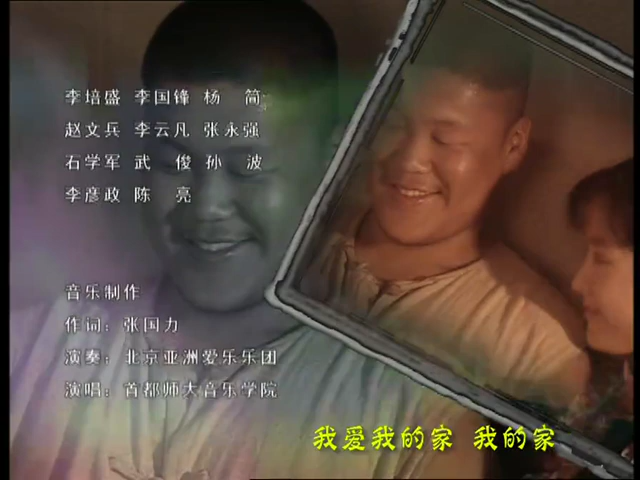 李培盛 李国锋 杨 简
赵文兵 李云凡 张永强
石学军 武 俊 孙 波
李彦政 陈 亮
音乐制作
作词：张国力
演奏：北京亚洲爱乐乐团
演唱：首都师大音乐学院
我爱我的家 我的家